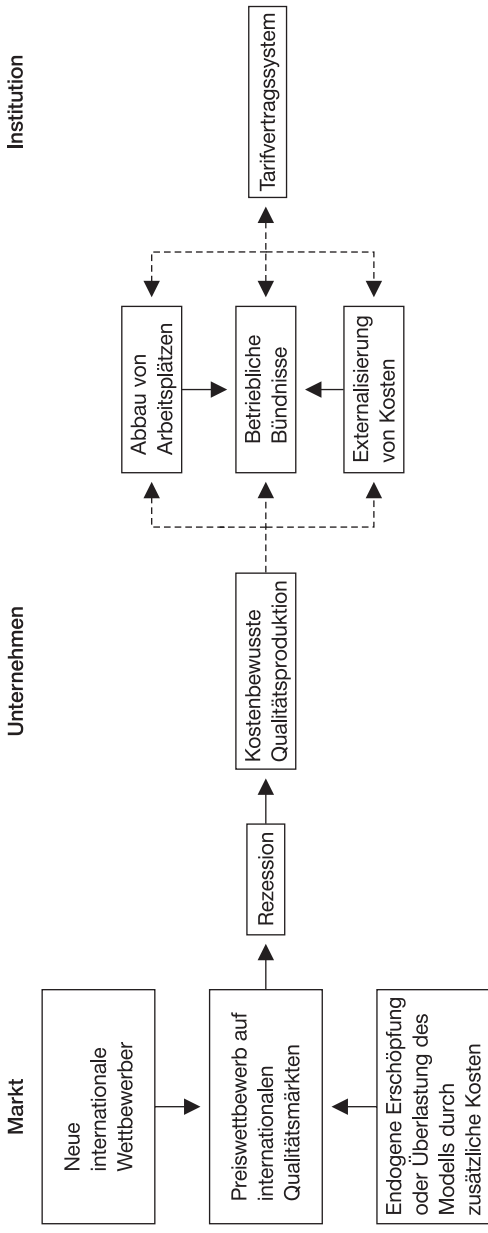 Markt
Unternehmen
Institution
Neue
internationale
Wettbewerber
Preiswettbewerb auf
internationalen
Qualitätsmärkten
Endogene Erschöpfung
oder Überlastung des
Modells durch
zusätzliche Kosten
Rezession
Kostenbewusste
Qualitätsproduktion
Abbau von
Arbeitsplätzen
Betriebliche
Bündnisse
Externalisierung
von Kosten
Tarifvertragssystem